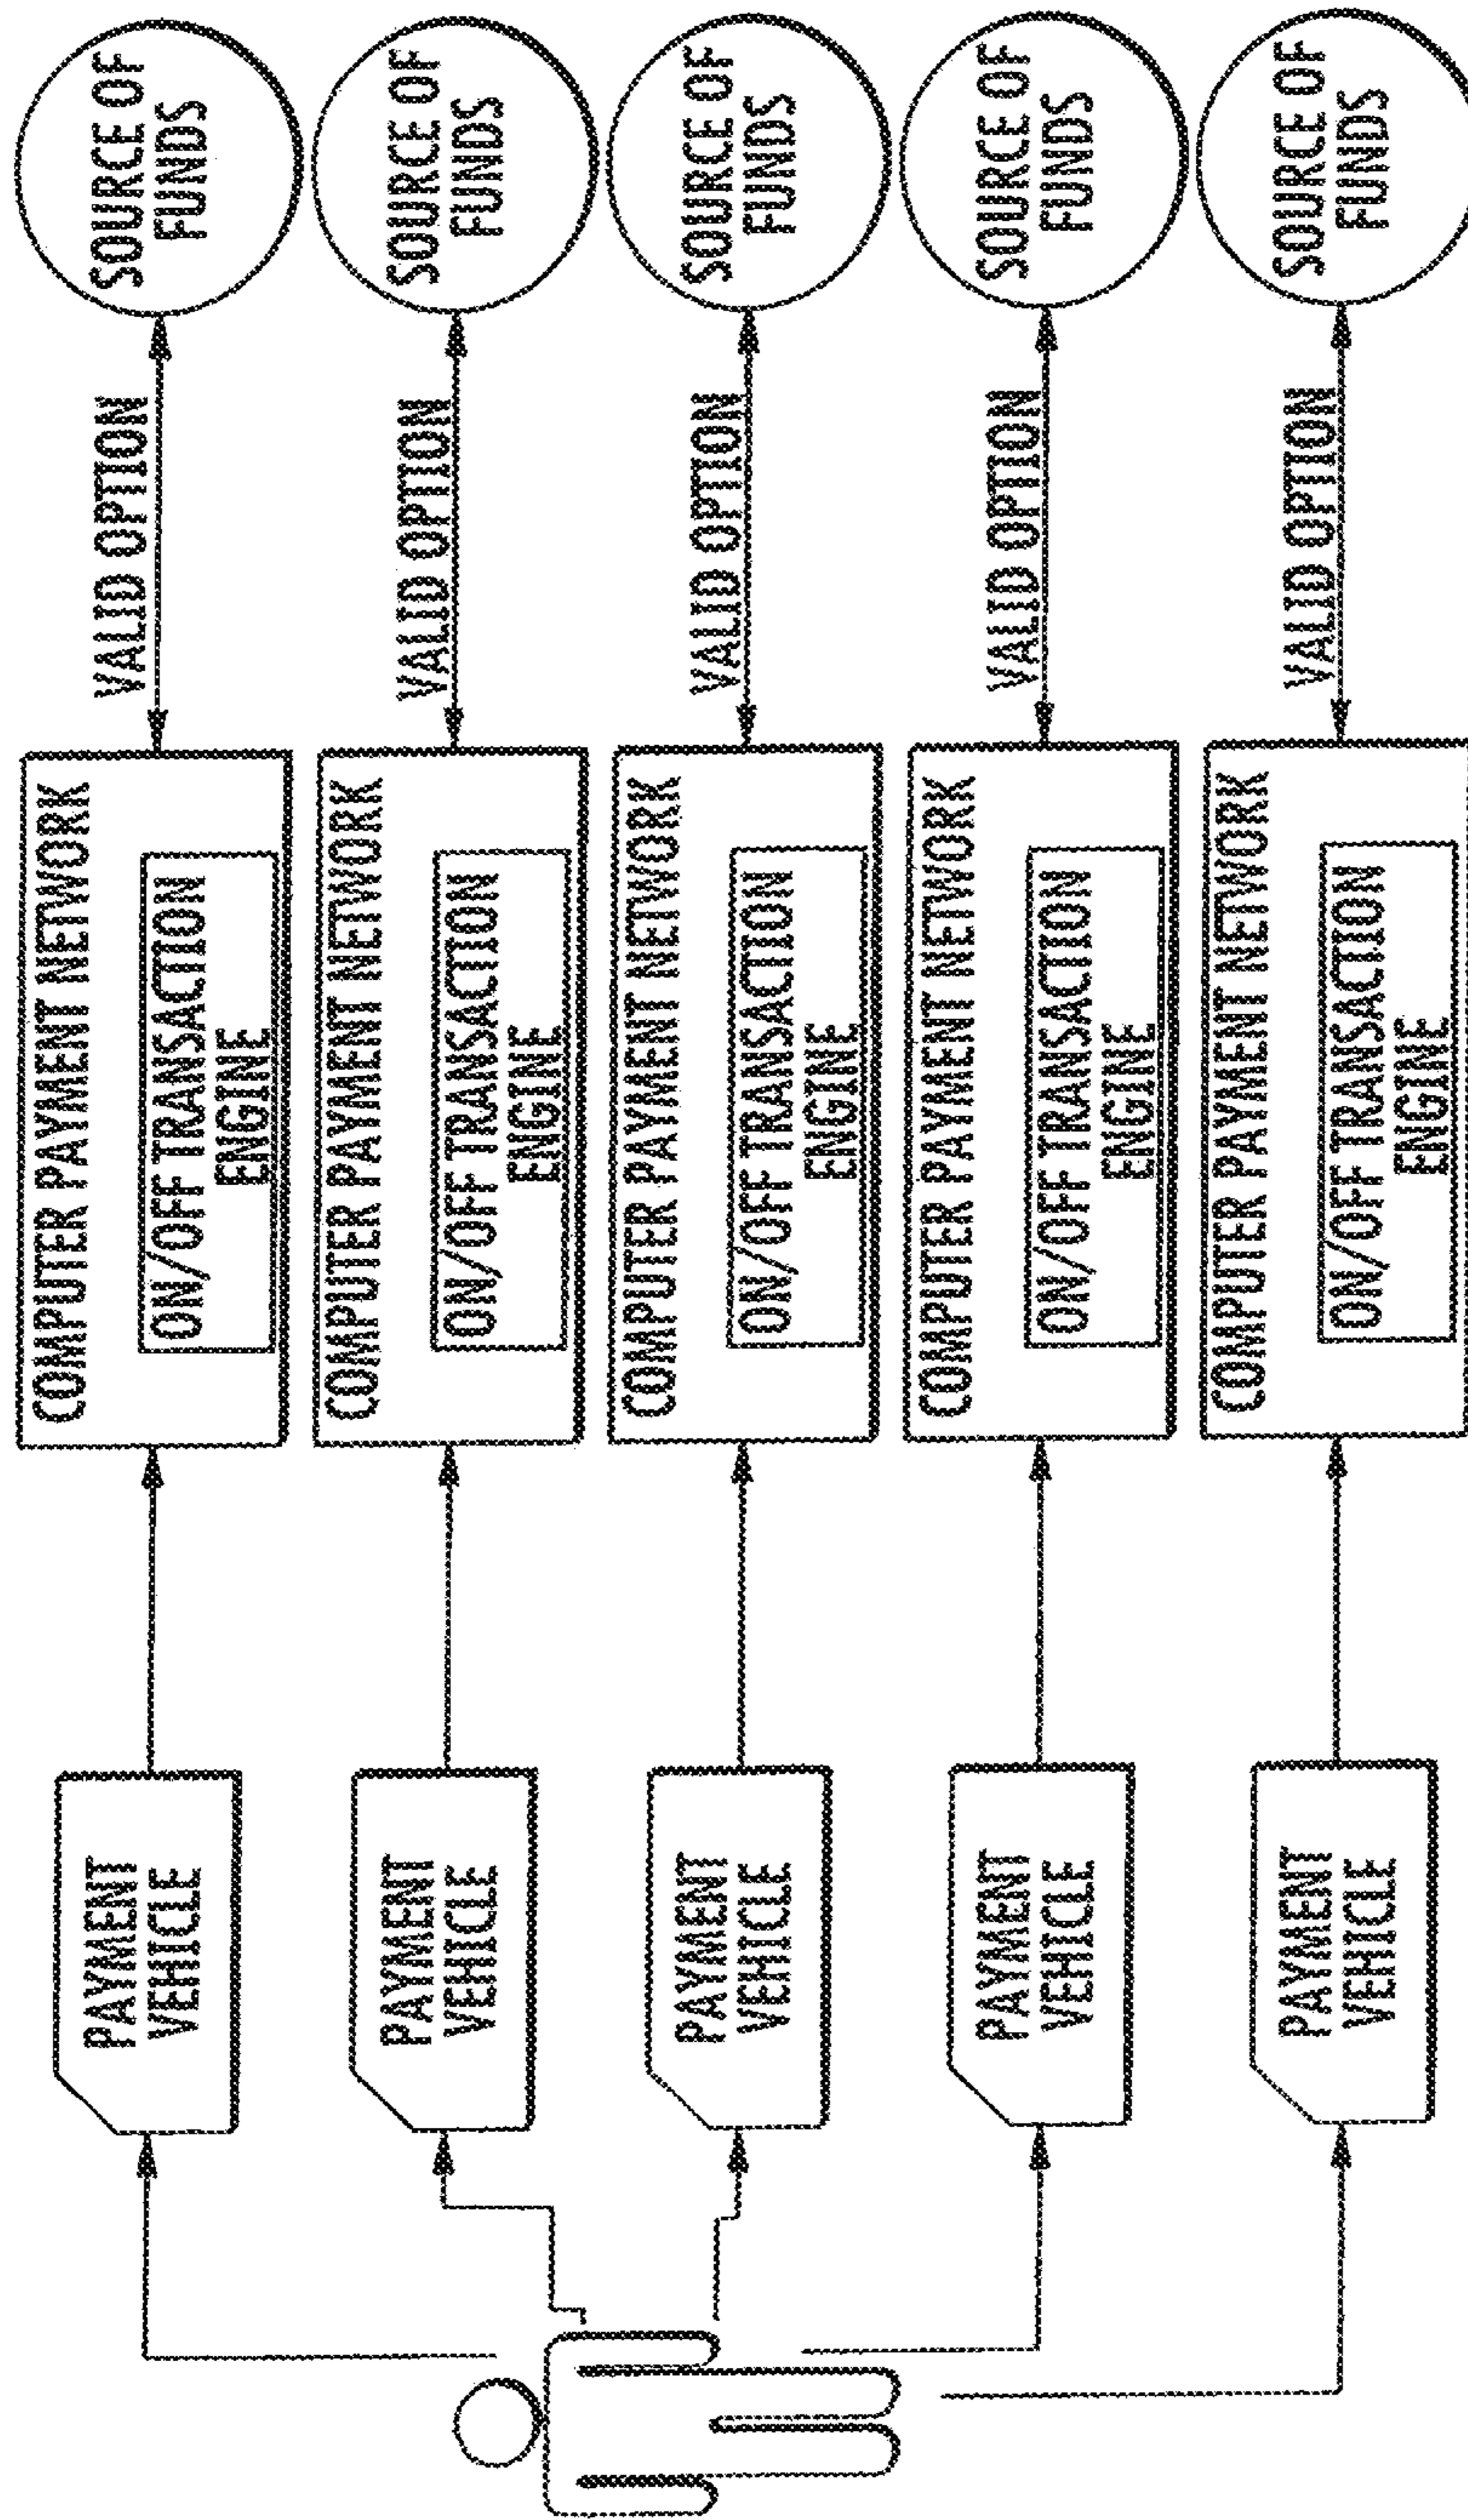 PAYMENT
VEHICLE
COMPUTER PAYMENT NETWORK
ON/OFF TRANSACTION
ENGINE
VALID OPTION
SOURCE OF
FUNDS
PAYMENT
VEHICLE
COMPUTER PAYMENT NETWORK
ON/OFF TRANSACTION
ENGINE
VALID OPTION
SOURCE OF
FUNDS
PAYMENT
VEHICLE
COMPUTER PAYMENT NETWORK
ON/OFF TRANSACTION
ENGINE
VALID OPTION
SOURCE OF
FUNDS
PAYMENT
VEHICLE
COMPUTER PAYMENT NETWORK
ON/OFF TRANSACTION
ENGINE
VALID OPTION
SOURCE OF
FUNDS
PAYMENT
VEHICLE
COMPUTER PAYMENT NETWORK
ON/OFF TRANSACTION
ENGINE
VALID OPTION
SOURCE OF
FUNDS